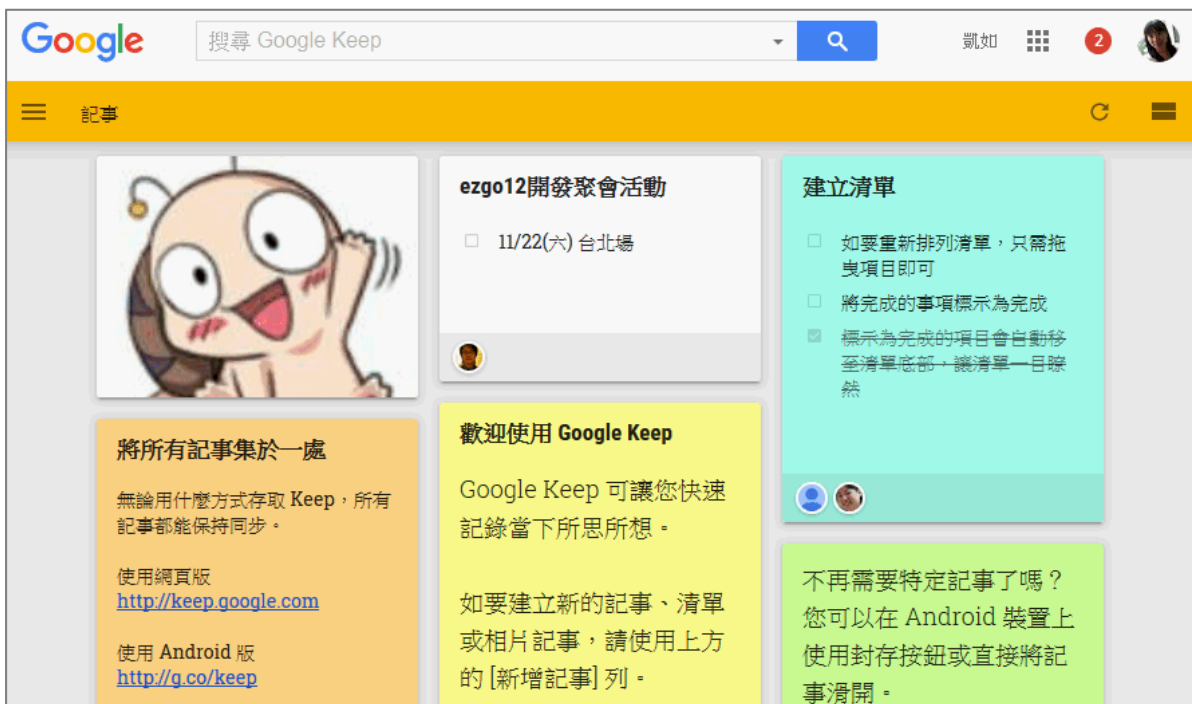 Google
搜尋 Google Keep
凱如
2
記事
ezgo12開發聚會活動
11/22(六) 台北場
建立清單
如要重新排列清單，只需拖
曳項目即可
將完成的事項標示為完成
標示為完成的項目會自動移
至清單底部，讓清單一目瞭
然
將所有記事集於一處
無論用什麼方式存取 Keep，所有
記事都能保持同步。
使用網頁版
http://keep.google.com
使用 Android 版
http://g.co/keep
歡迎使用 Google Keep
Google Keep 可讓您快速
記錄當下所思所想。
如要建立新的記事、清單
或相片記事，請使用上方
的 [新增記事] 列。
不再需要特定記事了嗎？
您可以在 Android 裝置上
使用封存按鈕或直接將記
事滑開。